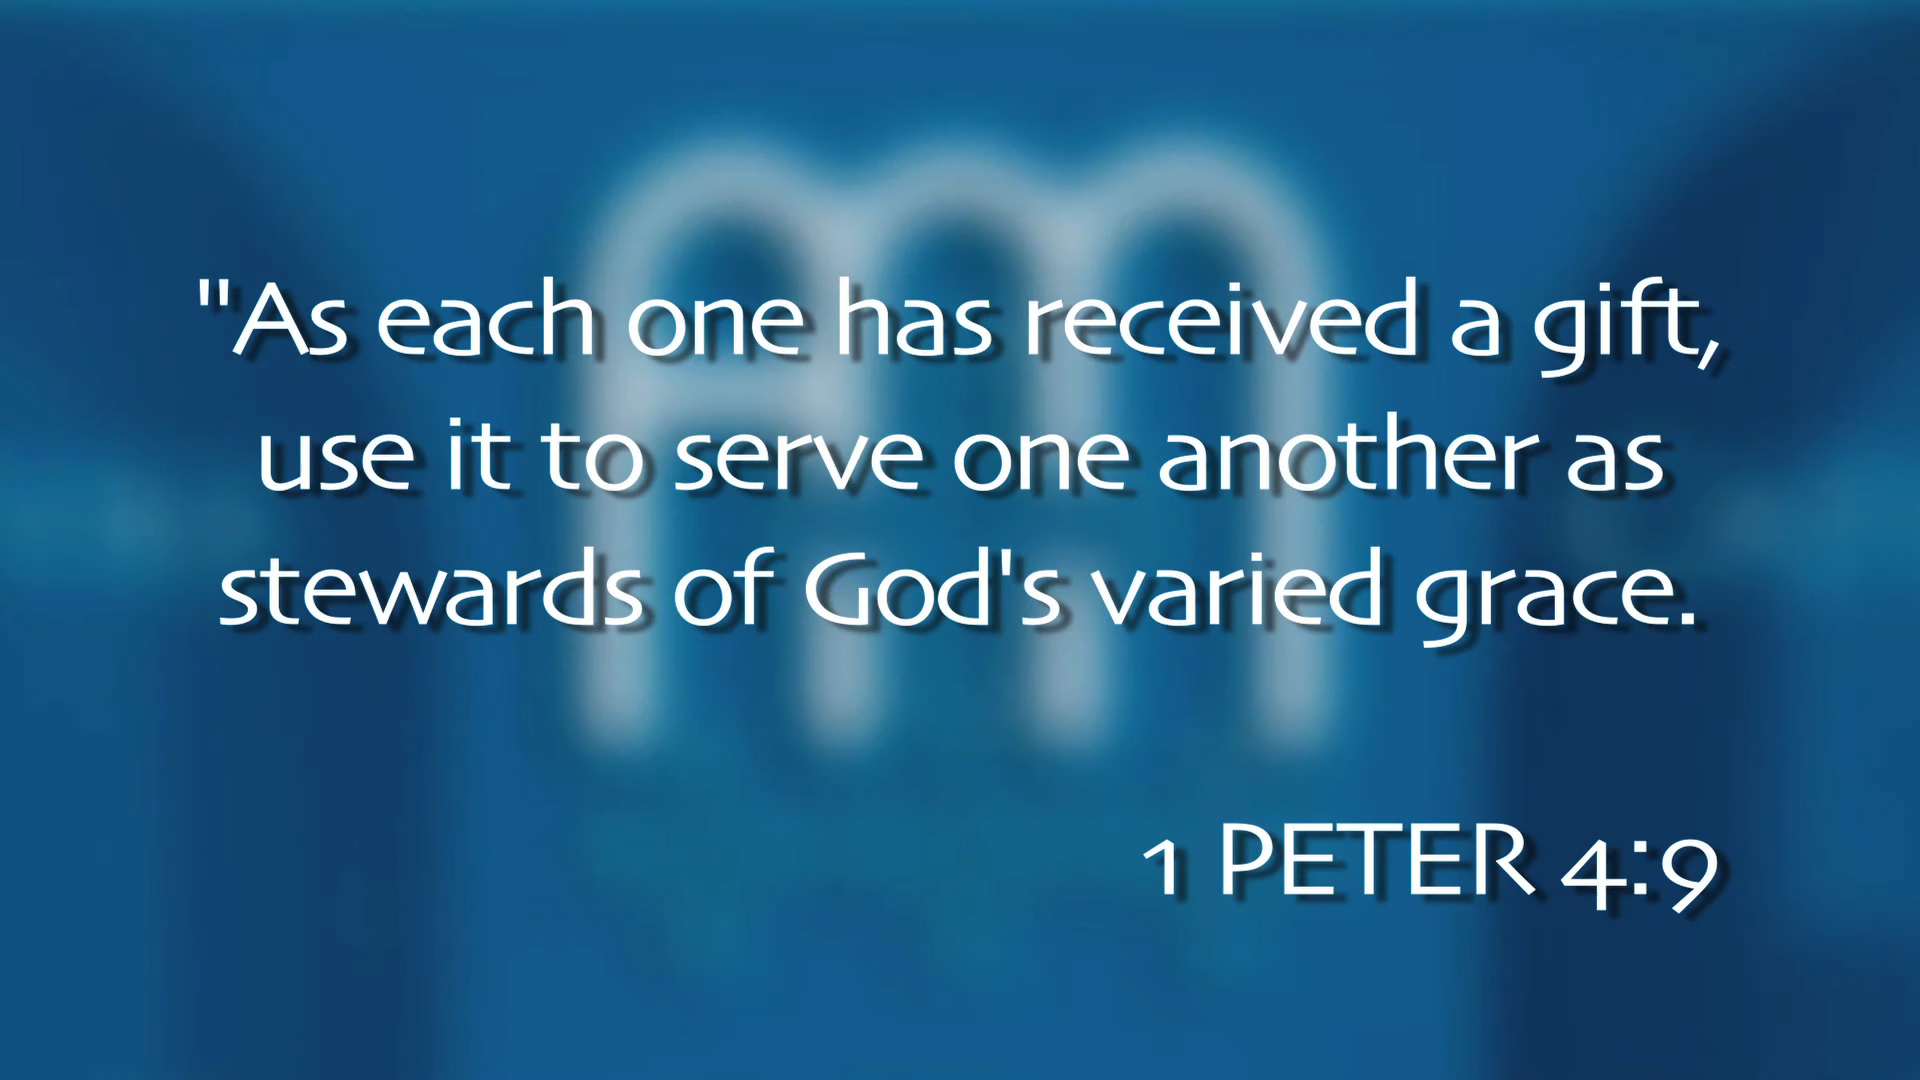 "As each one has received a gift,
use it to serve one another as
stewards of God's varied grace.
1 PETER 4:9